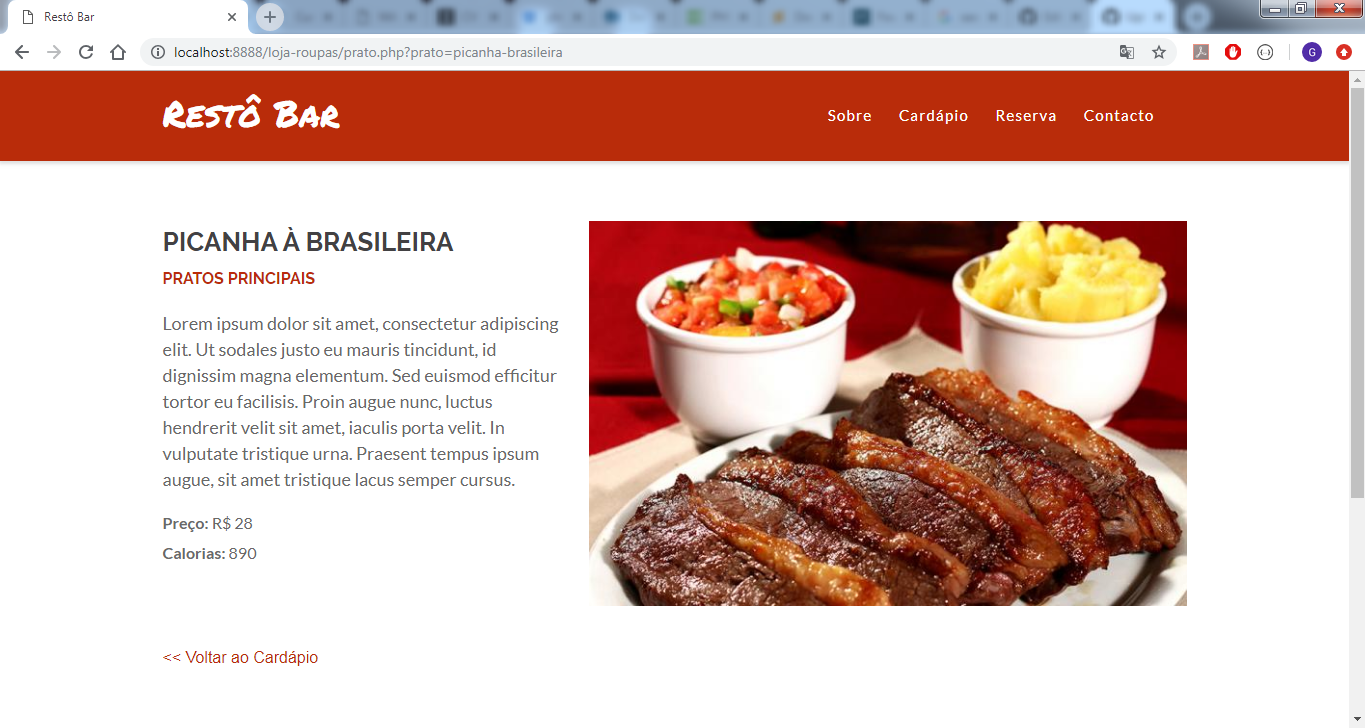 Restô Bar
localhost:8888/loja-roupas/prato.php?prato=picanha-brasileira
G
Restô Bar
Sobre Cardápio Reserva Contacto
PICANHA À BRASILEIRA
PRATOS PRINCIPAIS
Lorem ipsum dolor sit amet, consectetur adipiscing
elit. Ut sodales justo eu mauris tincidunt, id
dignissim magna elementum. Sed euismod efficitur
tortor eu facilisis. Proin augue nunc, luctus
hendrerit velit sit amet, iaculis porta velit. In
vulputate tristique urna. Praesent tempus ipsum
augue, sit amet tristique lacus semper cursus.
Preço: R$ 28
Calorias: 890
<< Voltar ao Cardápio